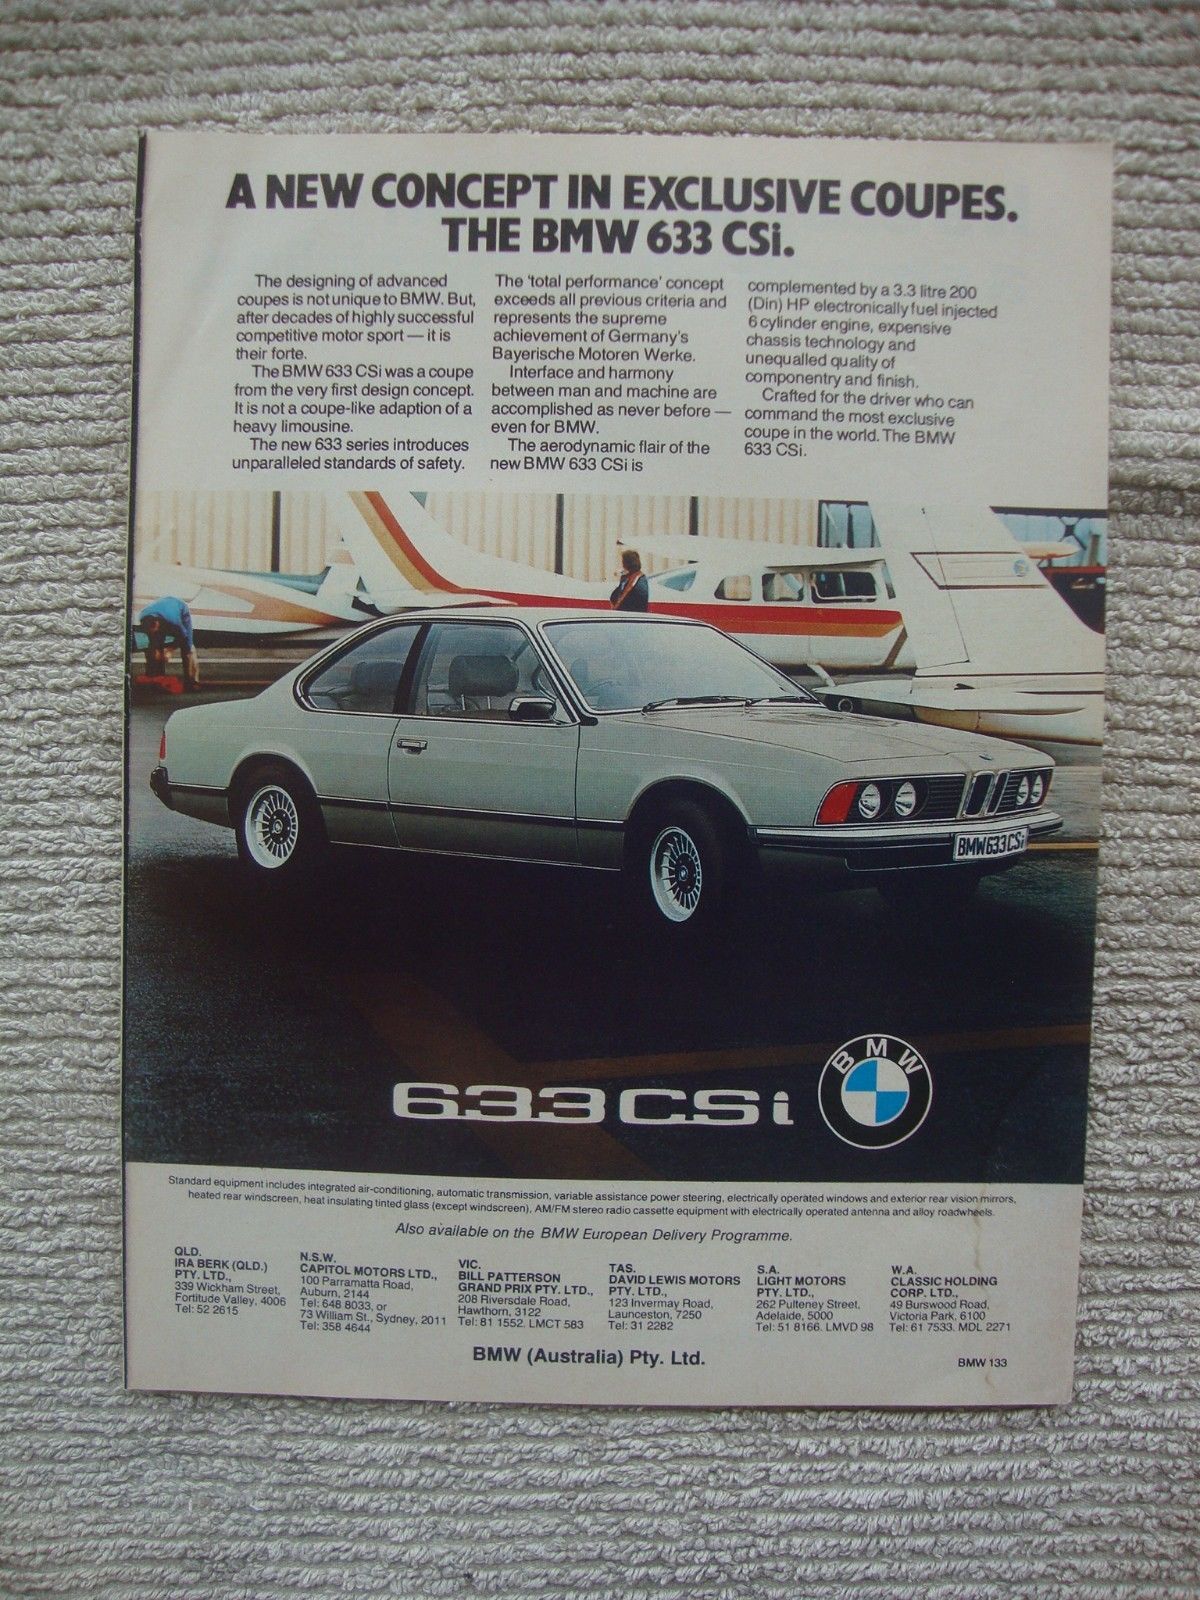 A NEW CONCEPT IN EXCLUSIVE COUPES.
THE BMW 633 CSi.
The designing of advanced
coupes is not unique to BMW. But,
after decades of highly successful
competitive motor sport — it is
their forte.
The BMW 633 CSi was a coupe
from the very first design concept.
It is not a coupe-like adaption of a
heavy limousine.
The new 633 series introduces
unparalleled standards of safety.
The 'total performance' concept
exceeds all previous criteria and
represents the supreme
achievement of Germany's
Bayerische Motoren Werke.
Interface and harmony
between man and machine are
accomplished as never before —
even for BMW.
The aerodynamic flair of the
new BMW 633 CSi is
complemented by a 3.3 litre 200
(Din) HP electronically fuel injected
6 cylinder engine, expensive
chassis technology and
unequalled quality of
componentry and finish.
Crafted for the driver who can
command the most exclusive
coupe in the world. The BMW
633 CSi.
BMW633CSi
633 CSi
BMW
Standard equipment includes integrated air-conditioning, automatic transmission, variable assistance power steering, electrically operated windows and exterior rear vision mirrors,
heated rear windscreen, heat insulating tinted glass (except windscreen), AM/FM stereo radio cassette equipment with electrically operated antenna and alloy roadwheels.
Also available on the BMW European Delivery Programme.
QLD.
IRA BERK (QLD.)
PTY. LTD.,
339 Wickham Street,
Fortitude Valley, 4006
Tel: 52 2615
N.S.W.
CAPITOL MOTORS LTD.,
100 Parramatta Road,
Auburn, 2144
Tel: 648 8033, or
73 William St., Sydney, 2011
Tel: 358 4644
VIC.
BILL PATTERSON
GRAND PRIX PTY. LTD.,
208 Riversdale Road,
Hawthorn, 3122
Tel: 81 1552. LMCT 583
TAS.
DAVID LEWIS MOTORS
PTY. LTD.,
123 Invermay Road,
Launceston, 7250
Tel: 31 2282
S.A.
LIGHT MOTORS
PTY. LTD.,
262 Pulteney Street,
Adelaide, 5000
Tel: 51 8166. LMVD 98
W.A.
CLASSIC HOLDING
CORP. LTD.,
49 Burswood Road,
Victoria Park, 6100
Tel: 61 7533. MDL 2271
BMW (Australia) Pty. Ltd.
BMW 133